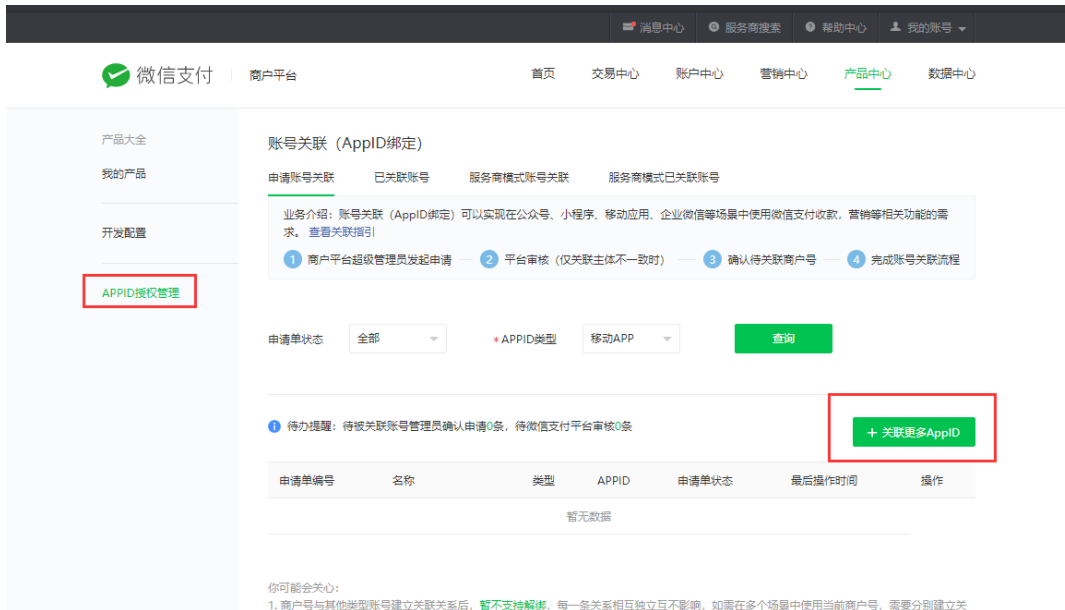 消息中心 服务商搜索 帮助中心 我的账号
微信支付 商户平台 首页 交易中心 账户中心 营销中心 产品中心 数据中心
产品大全
我的产品
开发配置
APPID授权管理
账号关联（AppID绑定）
申请账号关联 已关联账号 服务商模式账号关联 服务商模式已关联账号
业务介绍：账号关联（AppID绑定）可以实现在公众号、小程序、移动应用、企业微信等场景中使用微信支付收款，营销等相关功能的需
求。 查看关联指引
1 商户平台超级管理员发起申请 2 平台审核（仅关联主体不一致时） 3 确认待关联商户号 4 完成账号关联流程
申请单状态 全部 * APPID类型 移动APP 查询
待办提醒：待被关联账号管理员确认申请0条，待微信支付平台审核0条 + 关联更多AppID
申请单编号 名称 类型 APPID 申请单状态 最后操作时间 操作
暂无数据
你可能会关心：
1. 商户号与其他类型账号建立关联关系后，暂不支持解绑，每一条关系相互独立互不影响，如需在多个场景中使用当前商户号，需要分别建立关